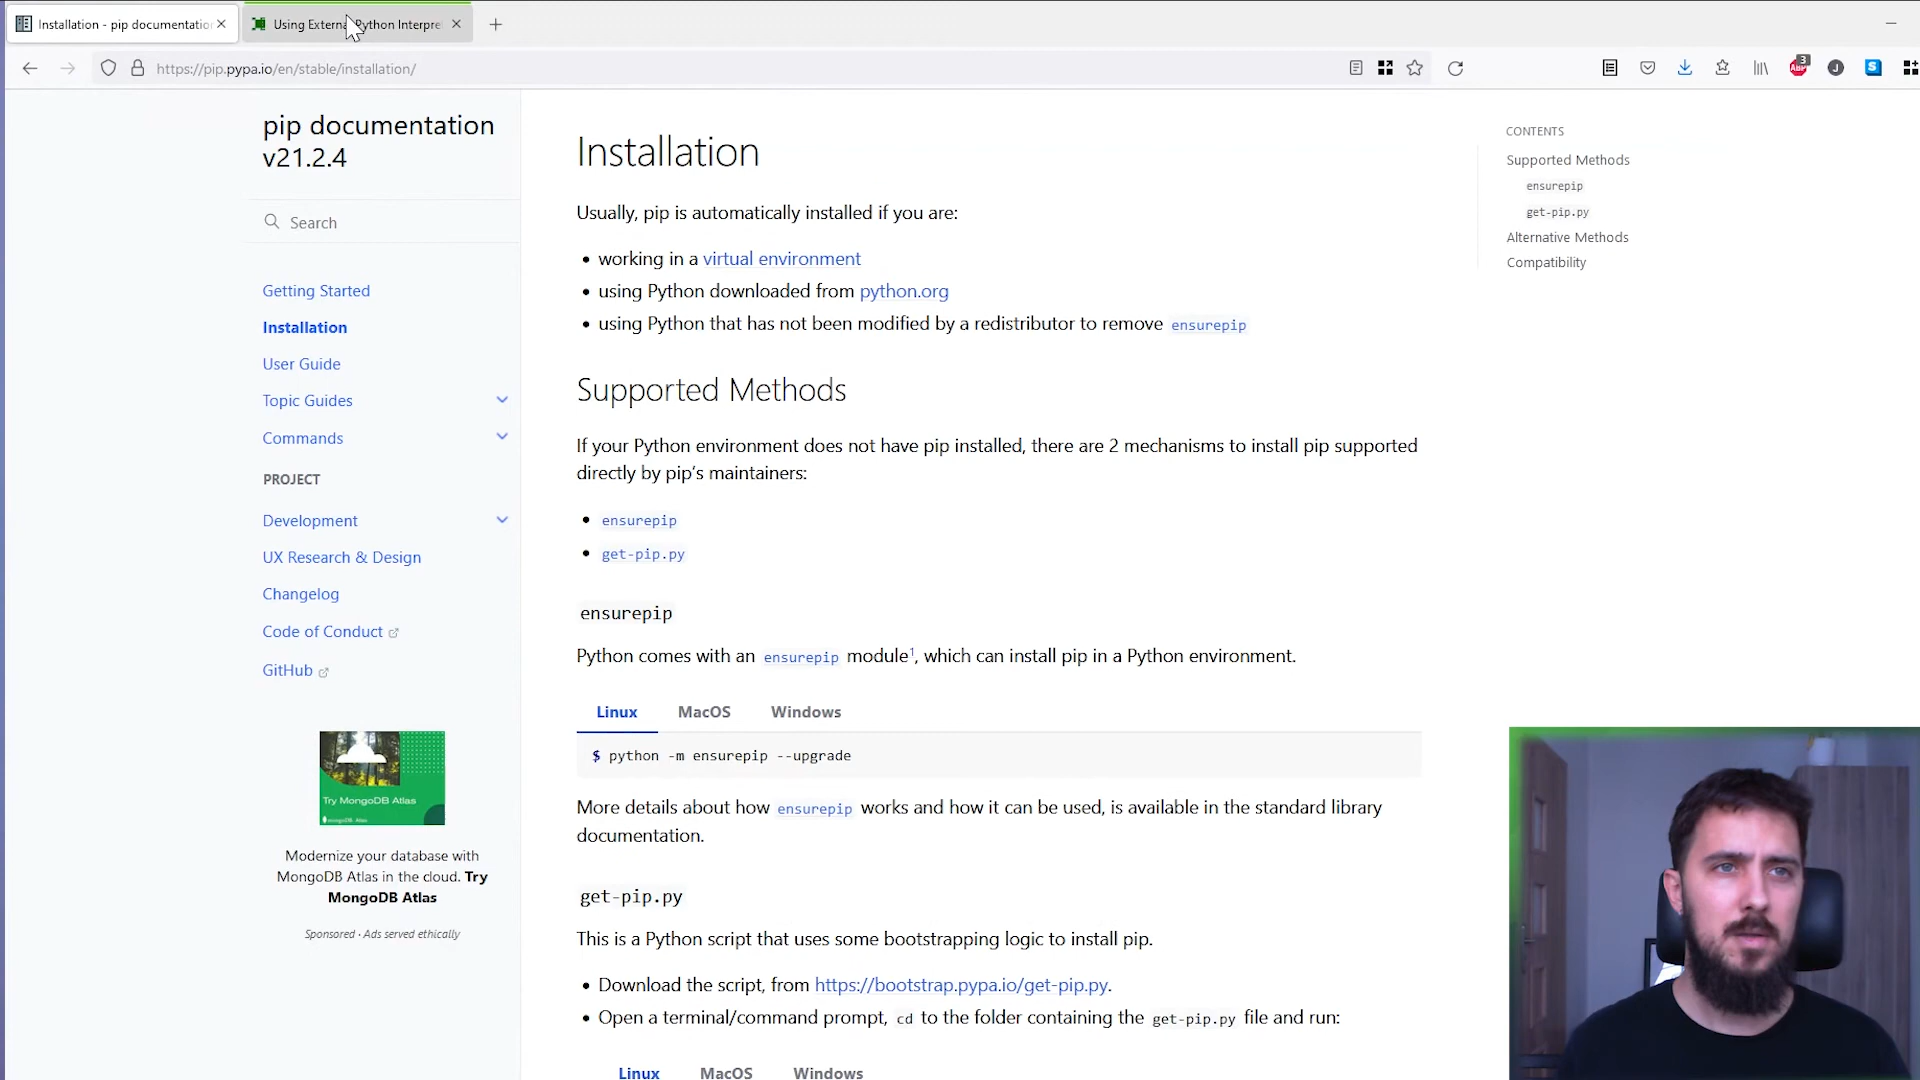 Installation - pip documentation
Using External Python Interpre
https://pip.pypa.io/en/stable/installation/
ABP
3
J
S
pip documentation
v21.2.4
Search
Getting Started
Installation
User Guide
Topic Guides
Commands
PROJECT
Development
UX Research & Design
Changelog
Code of Conduct
GitHub
Try MongoDB Atlas
mongoDB. Atlas
Modernize your database with
MongoDB Atlas in the cloud. Try
MongoDB Atlas
Sponsored · Ads served ethically
Installation
Usually, pip is automatically installed if you are:
• working in a virtual environment
• using Python downloaded from python.org
• using Python that has not been modified by a redistributor to remove ensurepip
Supported Methods
If your Python environment does not have pip installed, there are 2 mechanisms to install pip supported
directly by pip’s maintainers:
• ensurepip
• get-pip.py
ensurepip
Python comes with an ensurepip module1, which can install pip in a Python environment.
Linux MacOS Windows
$ python -m ensurepip --upgrade
More details about how ensurepip works and how it can be used, is available in the standard library
documentation.
get-pip.py
This is a Python script that uses some bootstrapping logic to install pip.
• Download the script, from https://bootstrap.pypa.io/get-pip.py.
• Open a terminal/command prompt, cd to the folder containing the get-pip.py file and run:
Linux MacOS Windows
CONTENTS
Supported Methods
ensurepip
get-pip.py
Alternative Methods
Compatibility